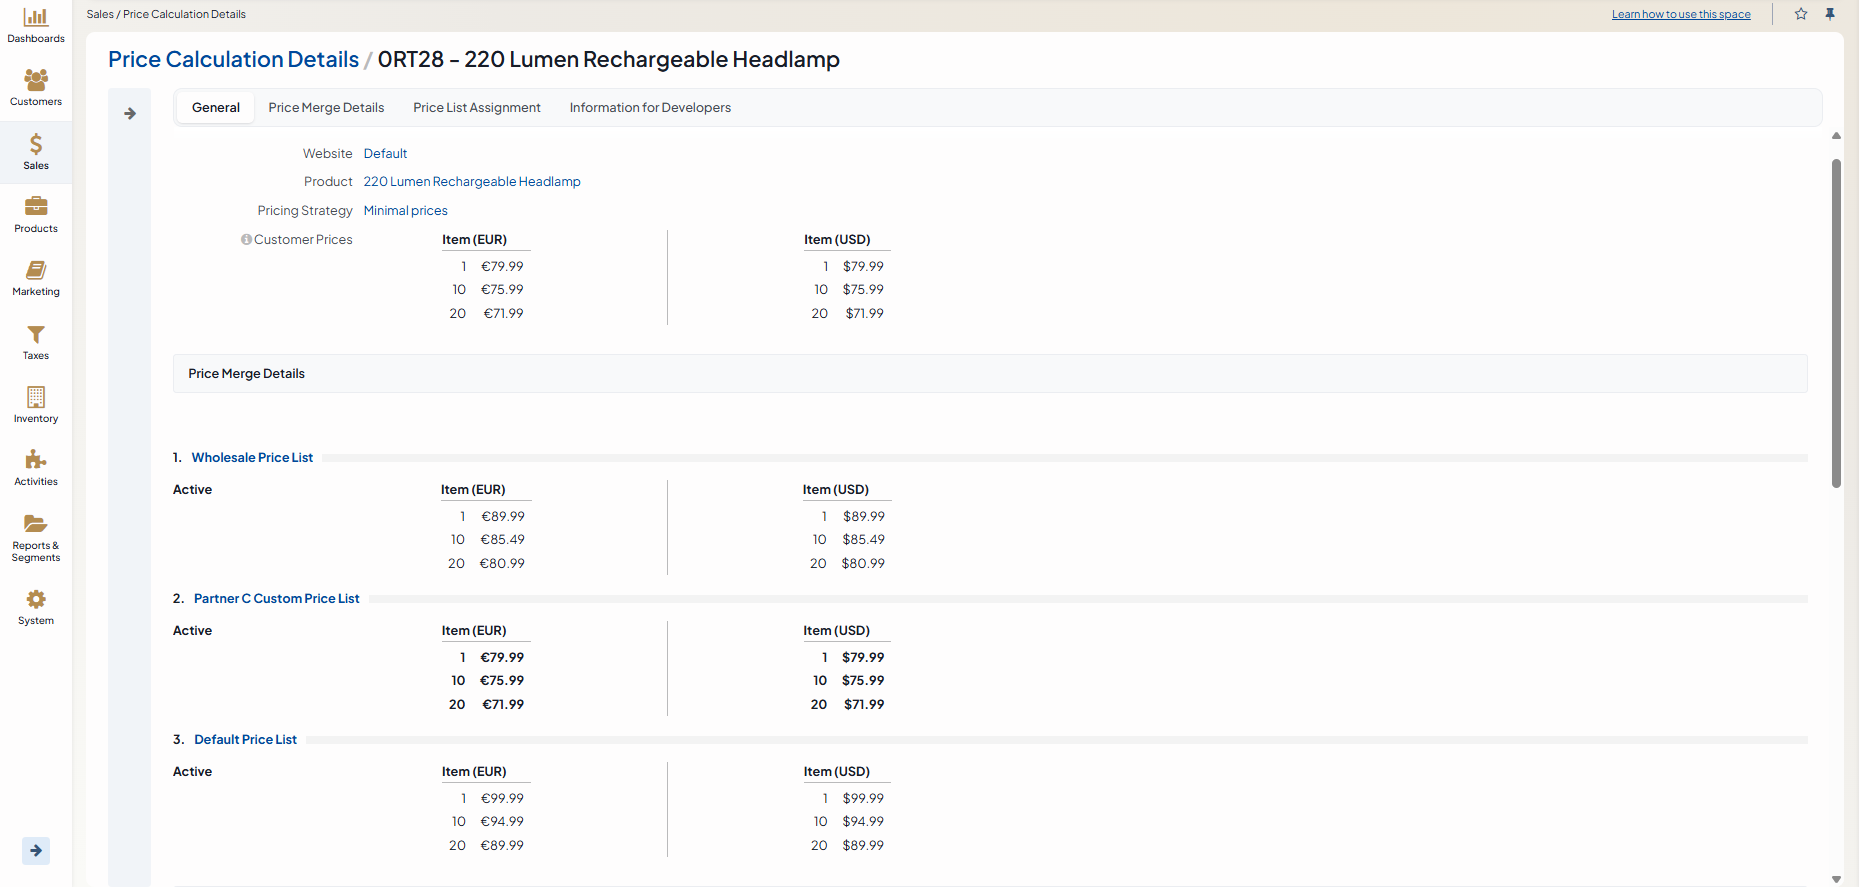 Dashboards
Customers
Sales
Products
Marketing
Taxes
Inventory
Activities
Reports &
Segments
System
Sales / Price Calculation Details
Learn how to use this space
Price Calculation Details / 0RT28 - 220 Lumen Rechargeable Headlamp
General Price Merge Details Price List Assignment Information for Developers
Website Default
Product 220 Lumen Rechargeable Headlamp
Pricing Strategy Minimal prices
Customer Prices Item (EUR) Item (USD)
1 €79.99 1 $79.99
10 €75.99 10 $75.99
20 €71.99 20 $71.99
Price Merge Details
1. Wholesale Price List
Active Item (EUR) Item (USD)
1 €89.99 1 $89.99
10 €85.49 10 $85.49
20 €80.99 20 $80.99
2. Partner C Custom Price List
Active Item (EUR) Item (USD)
1 €79.99 1 $79.99
10 €75.99 10 $75.99
20 €71.99 20 $71.99
3. Default Price List
Active Item (EUR) Item (USD)
1 €99.99 1 $99.99
10 €94.99 10 $94.99
20 €89.99 20 $89.99